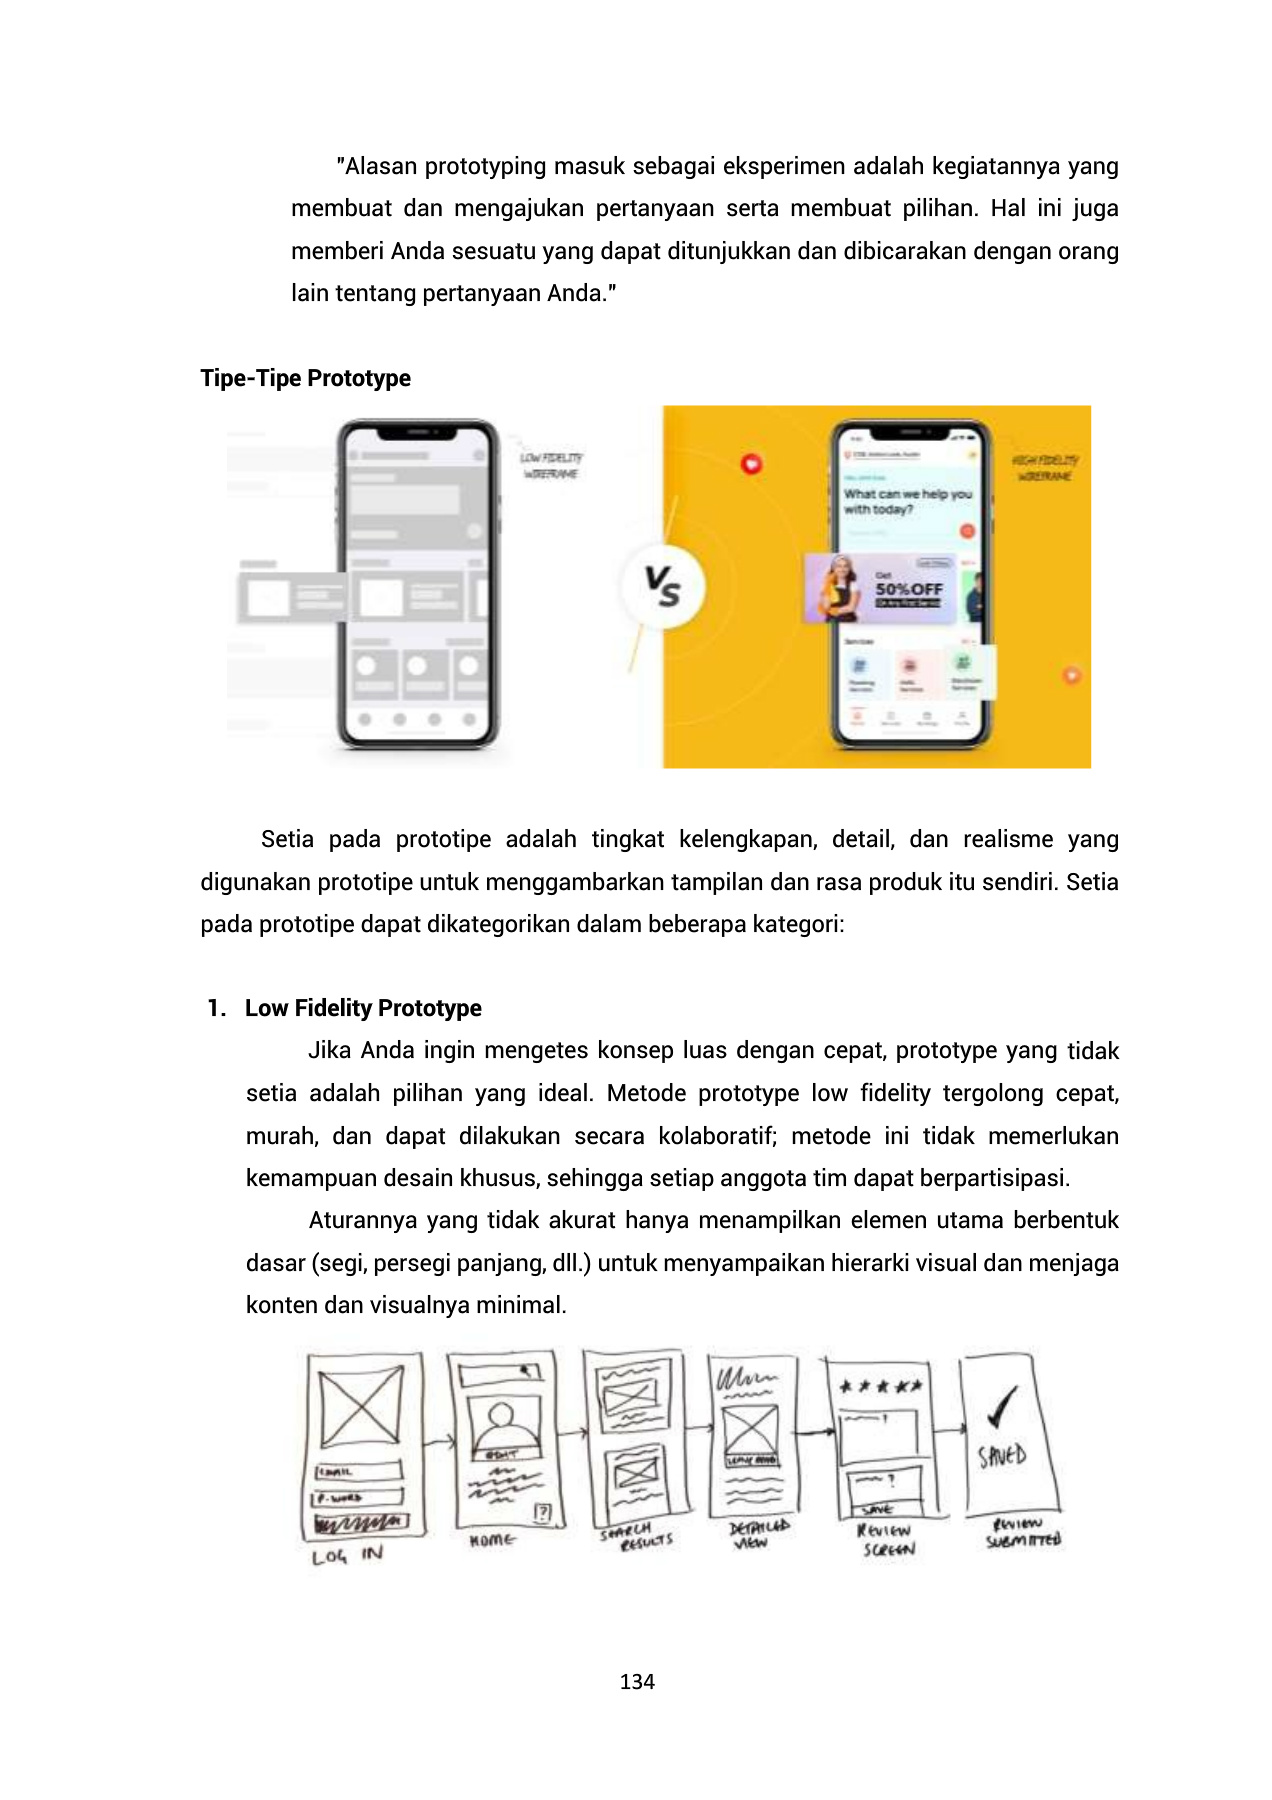 "Alasan prototyping masuk sebagai eksperimen adalah kegiatannya yang
membuat dan mengajukan pertanyaan serta membuat pilihan. Hal ini juga
memberi Anda sesuatu yang dapat ditunjukkan dan dibicarakan dengan orang
lain tentang pertanyaan Anda."
Tipe-Tipe Prototype
LOW FIDELITY
WIREFRAME
VS
HIGH FIDELITY
WIREFRAME
What can we help you
with today?
Get
50%OFF
Services
Setia pada prototipe adalah tingkat kelengkapan, detail, dan realisme yang
digunakan prototipe untuk menggambarkan tampilan dan rasa produk itu sendiri. Setia
pada prototipe dapat dikategorikan dalam beberapa kategori:
1. Low Fidelity Prototype
Jika Anda ingin mengetes konsep luas dengan cepat, prototype yang tidak
setia adalah pilihan yang ideal. Metode prototype low fidelity tergolong cepat,
murah, dan dapat dilakukan secara kolaboratif; metode ini tidak memerlukan
kemampuan desain khusus, sehingga setiap anggota tim dapat berpartisipasi.
Aturannya yang tidak akurat hanya menampilkan elemen utama berbentuk
dasar (segi, persegi panjang, dll.) untuk menyampaikan hierarki visual dan menjaga
konten dan visualnya minimal.
EMAIL
P.WORD
LOG IN
EDIT
?
HOME
SEARCH
RESULTS
DETAILED
VIEW
?
?
SAVE
REVIEW
SCREEN
SAVED
REVIEW
SUBMITTED
134